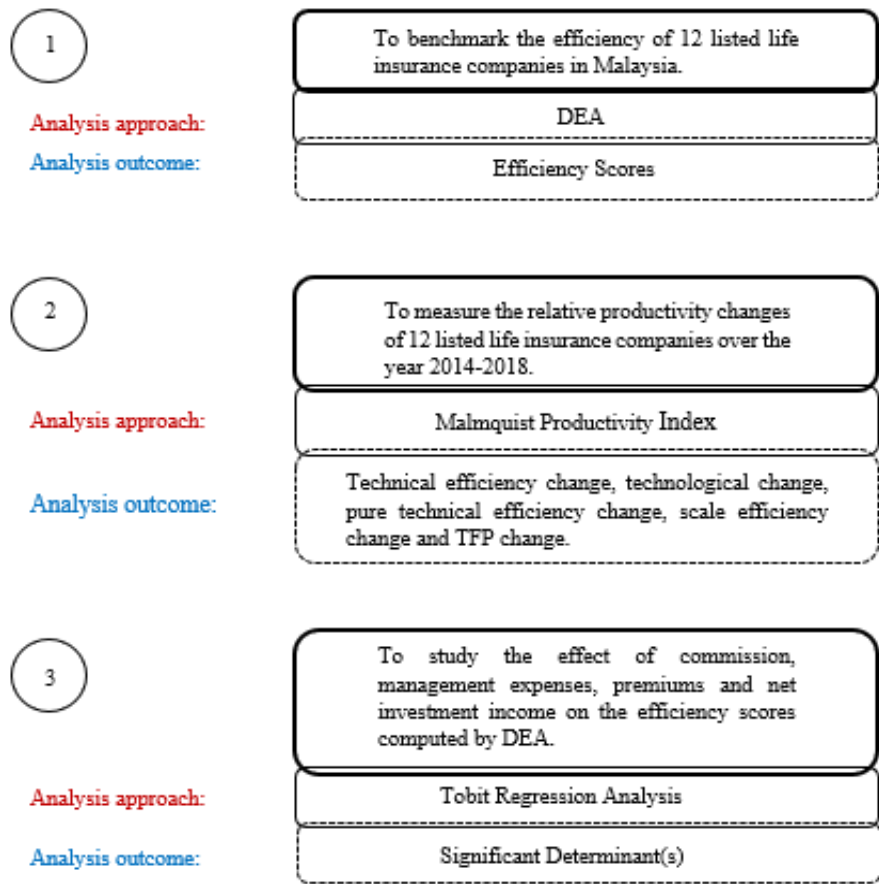 1
To benchmark the efficiency of 12 listed life
insurance companies in Malaysia.
Analysis approach:
DEA
Analysis outcome:
Efficiency Scores
2
To measure the relative productivity changes
of 12 listed life insurance companies over the
year 2014-2018.
Analysis approach:
Malmquist Productivity Index
Analysis outcome:
Technical efficiency change, technological change,
pure technical efficiency change, scale efficiency
change and TFP change.
3
To study the effect of commission,
management expenses, premiums and net
investment income on the efficiency scores
computed by DEA.
Analysis approach:
Tobit Regression Analysis
Analysis outcome:
Significant Determinant(s)